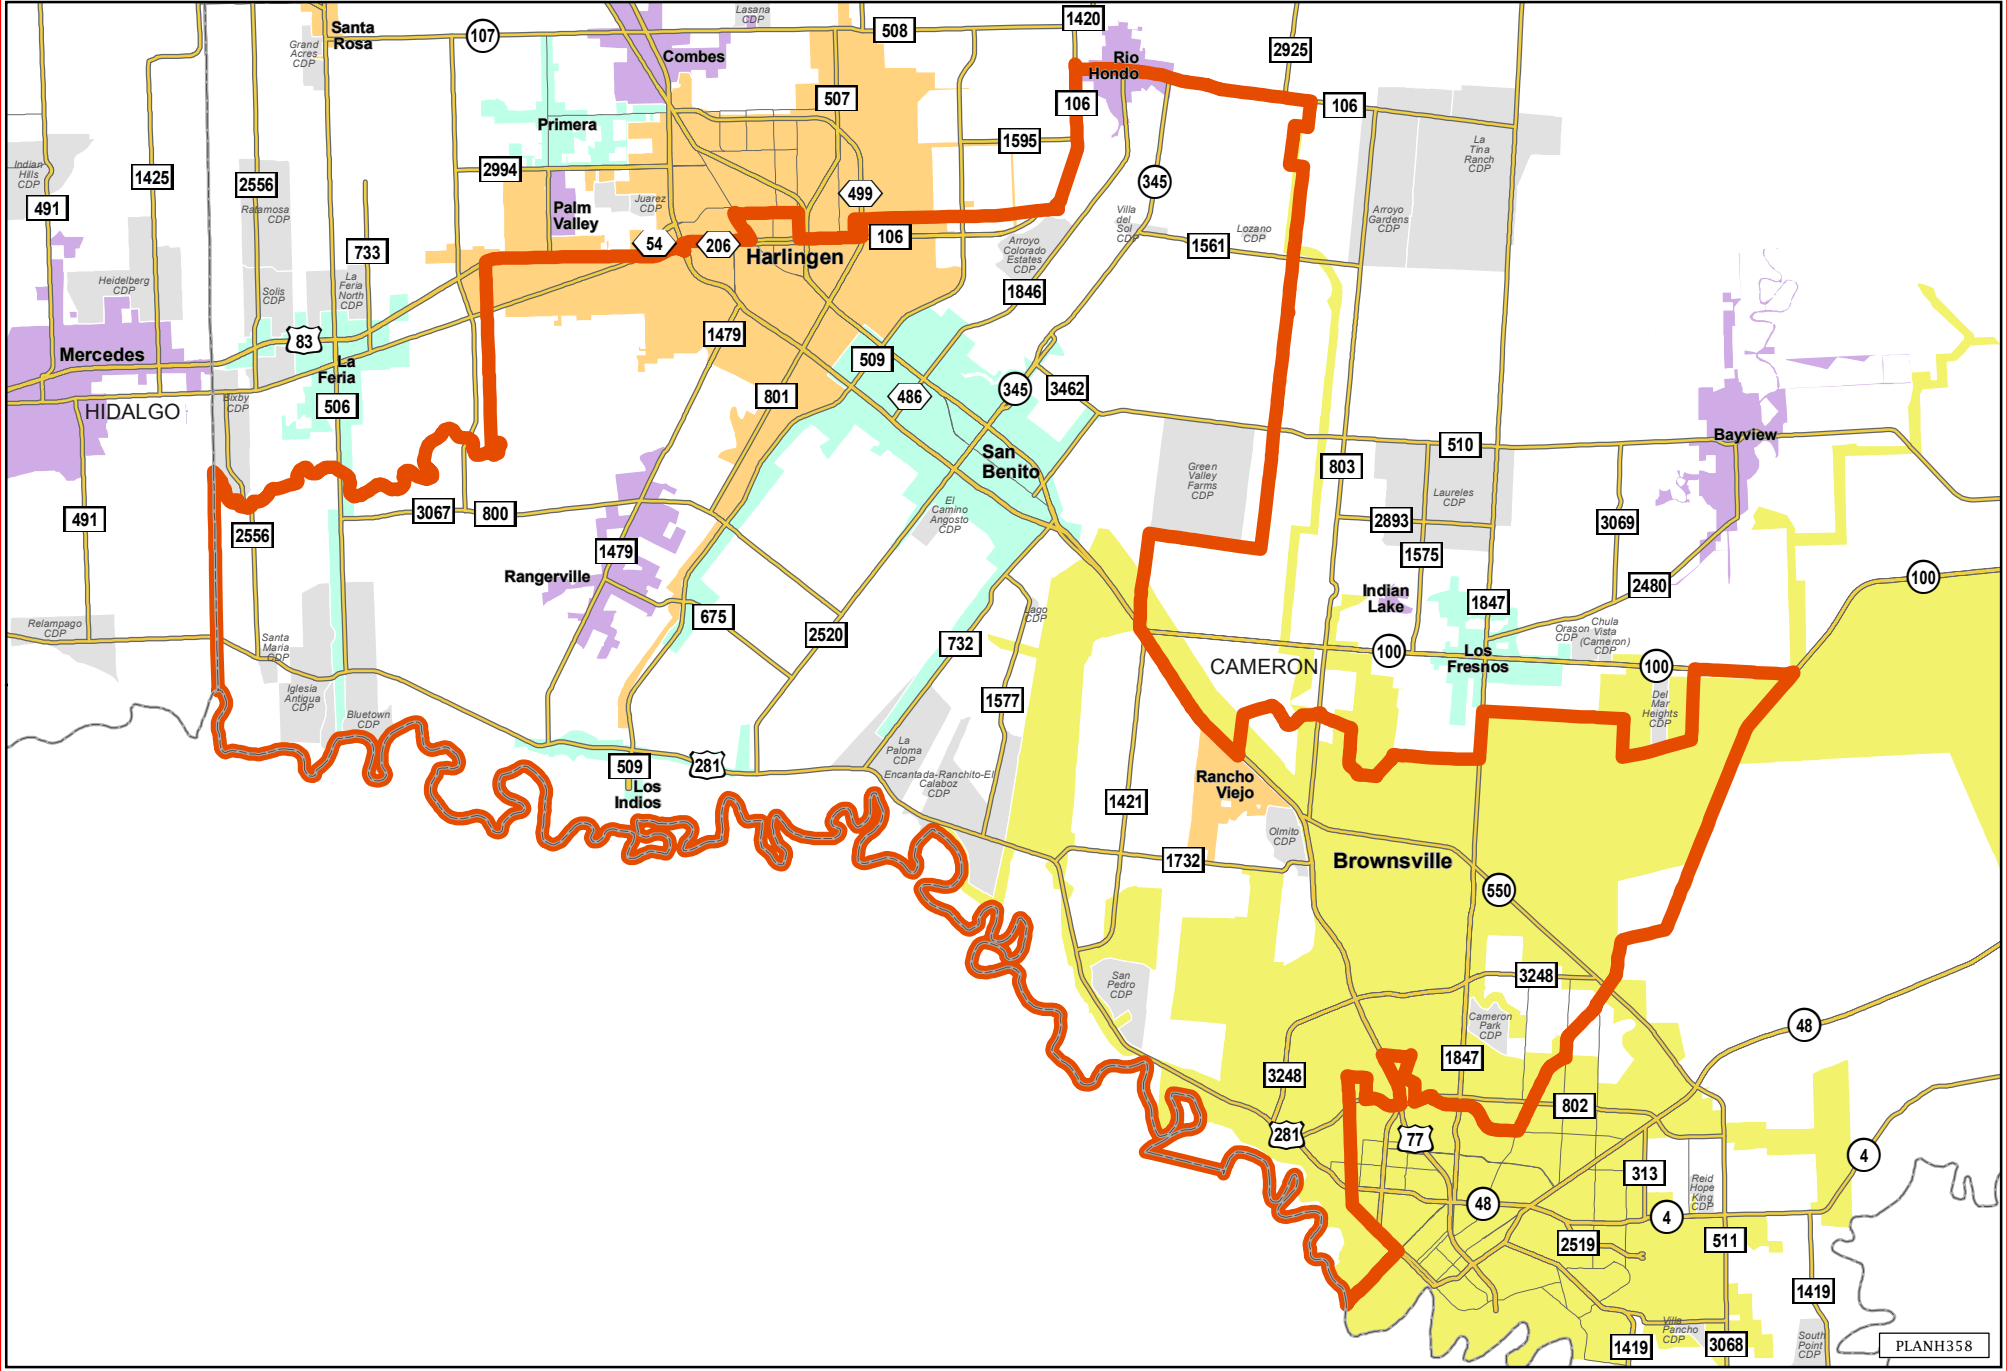 Lasana
CDP
1420
Santa
Rosa
107
508
Grand
Acres
CDP
Combes
Rio
Hondo
2925
507
106
106
Primera
1595
La
Tina
Ranch
CDP
Indian
Hills
CDP
1425
2556
2994
345
499
491
Ratamosa
CDP
Palm
Valley
Juarez
CDP
Villa
del
Sol
CDP
Arroyo
Gardens
CDP
733
54
206
106
Harlingen
Arroyo
Colorado
Estates
CDP
1561
Lozano
CDP
Heidelberg
CDP
Solis
CDP
La
Feria
North
CDP
1846
83
1479
Mercedes
La
Feria
509
345
3462
Bixby
CDP
506
801
486
HIDALGO
Bayview
San
Benito
510
Green
Valley
Farms
CDP
803
Laureles
CDP
491
2556
3067
800
El
Camino
Angosto
CDP
2893
3069
1479
1575
Rangerville
Indian
Lake
1847
2480
100
Relampago
CDP
675
2520
Lago
CDP
Santa
Maria
CDP
732
Orason
CDP
Chula
Vista
(Cameron)
CDP
100
Los
Fresnos
100
CAMERON
Iglesia
Antigua
CDP
Bluetown
CDP
1577
Del
Mar
Heights
CDP
La
Paloma
CDP
509
281
Los
Indios
Encantada-Ranchito-El
Calaboz
CDP
Rancho
Viejo
1421
Olmito
CDP
1732
Brownsville
550
San
Pedro
CDP
3248
Cameron
Park
CDP
48
3248
1847
802
281
77
4
313
Reid
Hope
King
CDP
48
4
2519
511
1419
Villa
Pancho
CDP
1419
3068
South
Point
CDP
PLANH358